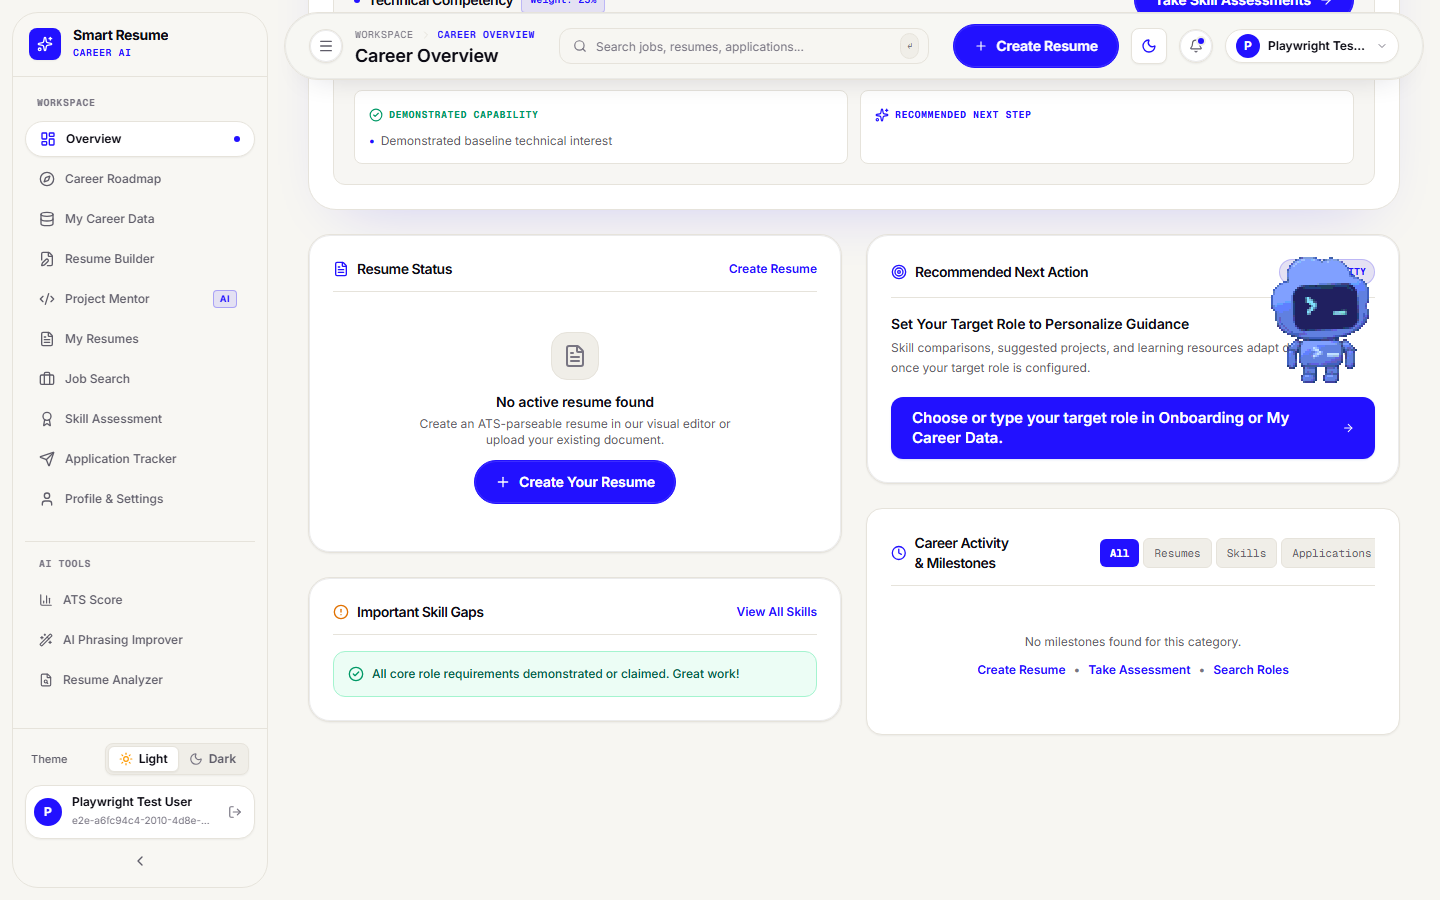 Smart Resume
CAREER AI
WORKSPACE
Overview
Career Roadmap
My Career Data
Resume Builder
Project Mentor
AI
My Resumes
Job Search
Skill Assessment
Application Tracker
Profile & Settings
AI TOOLS
ATS Score
AI Phrasing Improver
Resume Analyzer
Theme
Light
Dark
P
Playwright Test User
e2e-a6fc94c4-2010-4d8e-...
Technical Competency
Weight: 25%
Take Skill Assessments
WORKSPACE
CAREER OVERVIEW
Career Overview
Search jobs, resumes, applications...
Create Resume
P
Playwright Tes...
DEMONSTRATED CAPABILITY
Demonstrated baseline technical interest
RECOMMENDED NEXT STEP
Resume Status
Create Resume
No active resume found
Create an ATS-parseable resume in our visual editor or
upload your existing document.
Create Your Resume
Important Skill Gaps
View All Skills
All core role requirements demonstrated or claimed. Great work!
Recommended Next Action
Set Your Target Role to Personalize Guidance
Skill comparisons, suggested projects, and learning resources adapt
once your target role is configured.
Choose or type your target role in Onboarding or My
Career Data.
Career Activity
& Milestones
All
Resumes
Skills
Applications
No milestones found for this category.
Create Resume • Take Assessment • Search Roles